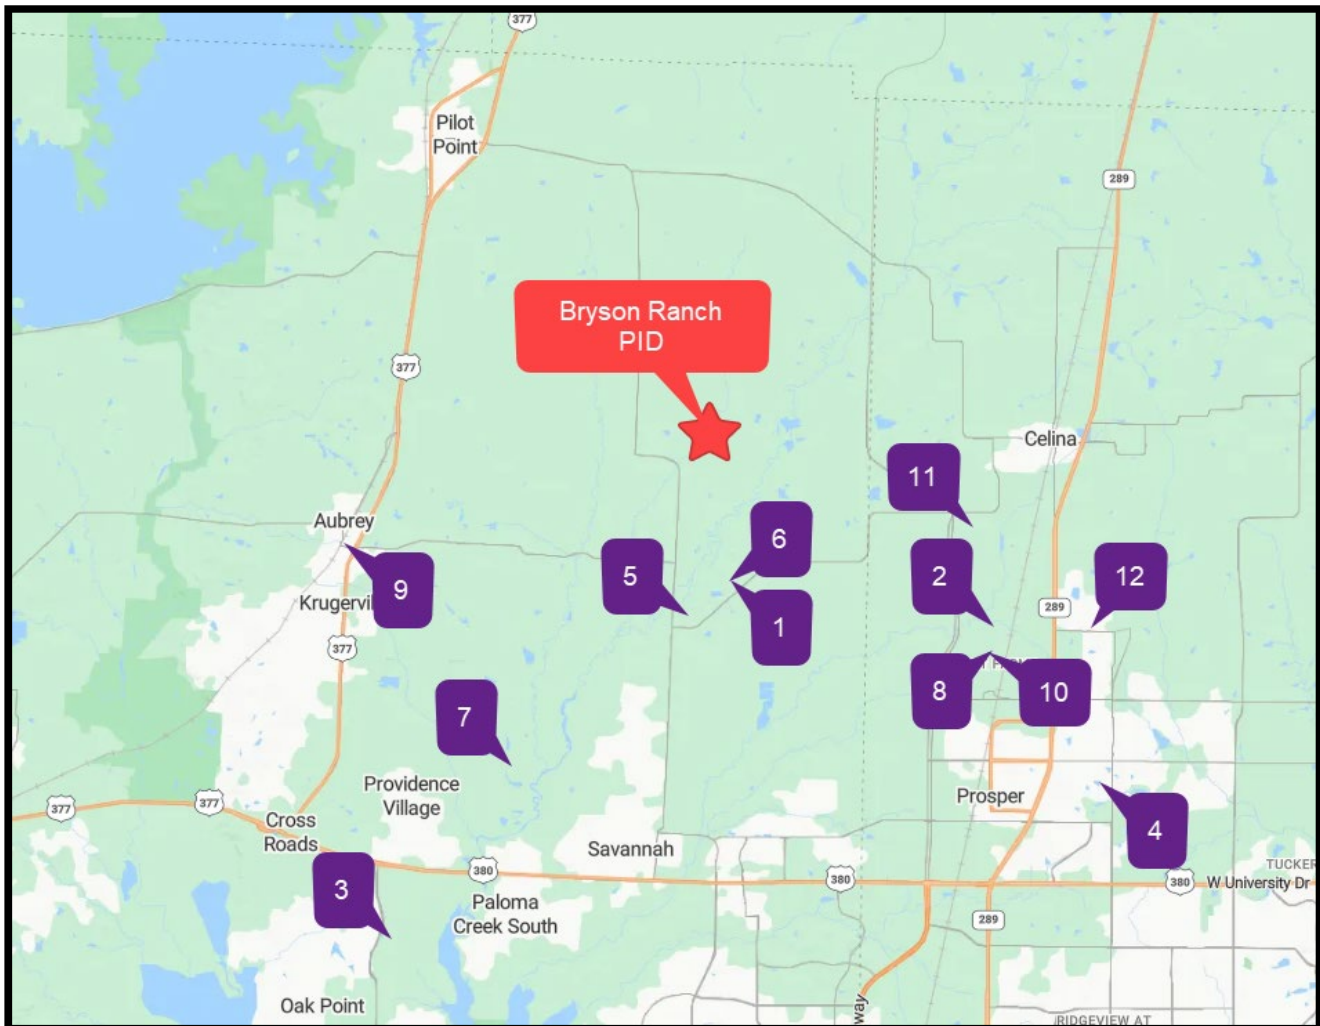 377
Pilot
Point
289
Bryson Ranch
PID
377
Celina
11
Aubrey
6
5
2
12
9
Krugervil
1
289
377
8
10
7
Providence
Village
Prosper
377
377
Cross
Roads
4
Savannah
380
380
TUCKER
380
W University Dr
3
Paloma
Creek South
289
Oak Point
way
RIDGEVIEW AT